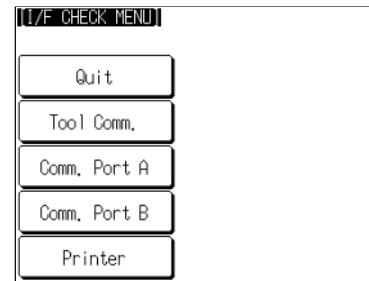 [I/F CHECK MENU]
Quit
Tool Comm.
Comm. Port A
Comm. Port B
Printer